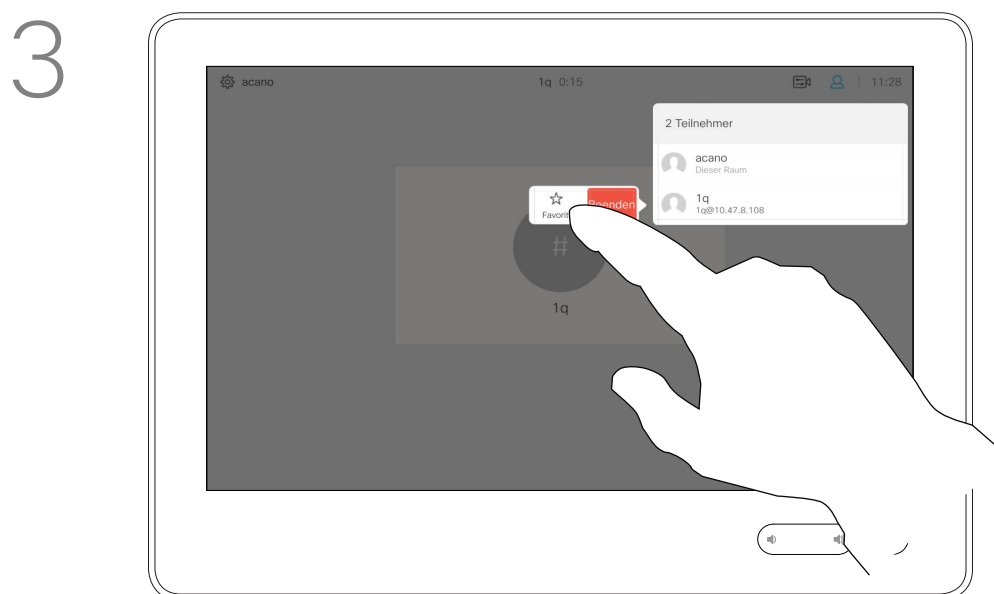 3
acano
1q 0:15
11:28
2 Teilnehmer
acano
Dieser Raum
1q
1q@10.47.8.108
Beenden
#
1q